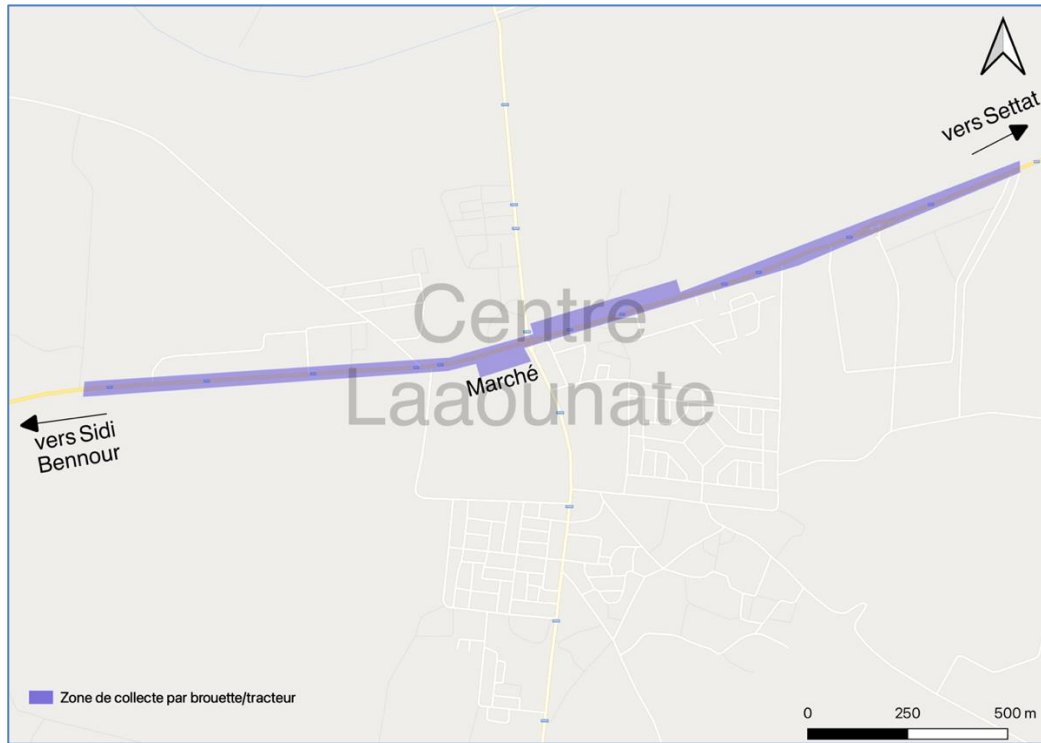 vers Settat
Centre
Laaounate
Marché
vers Sidi
Bennour
Zone de collecte par brouette/tracteur
0 250 500 m